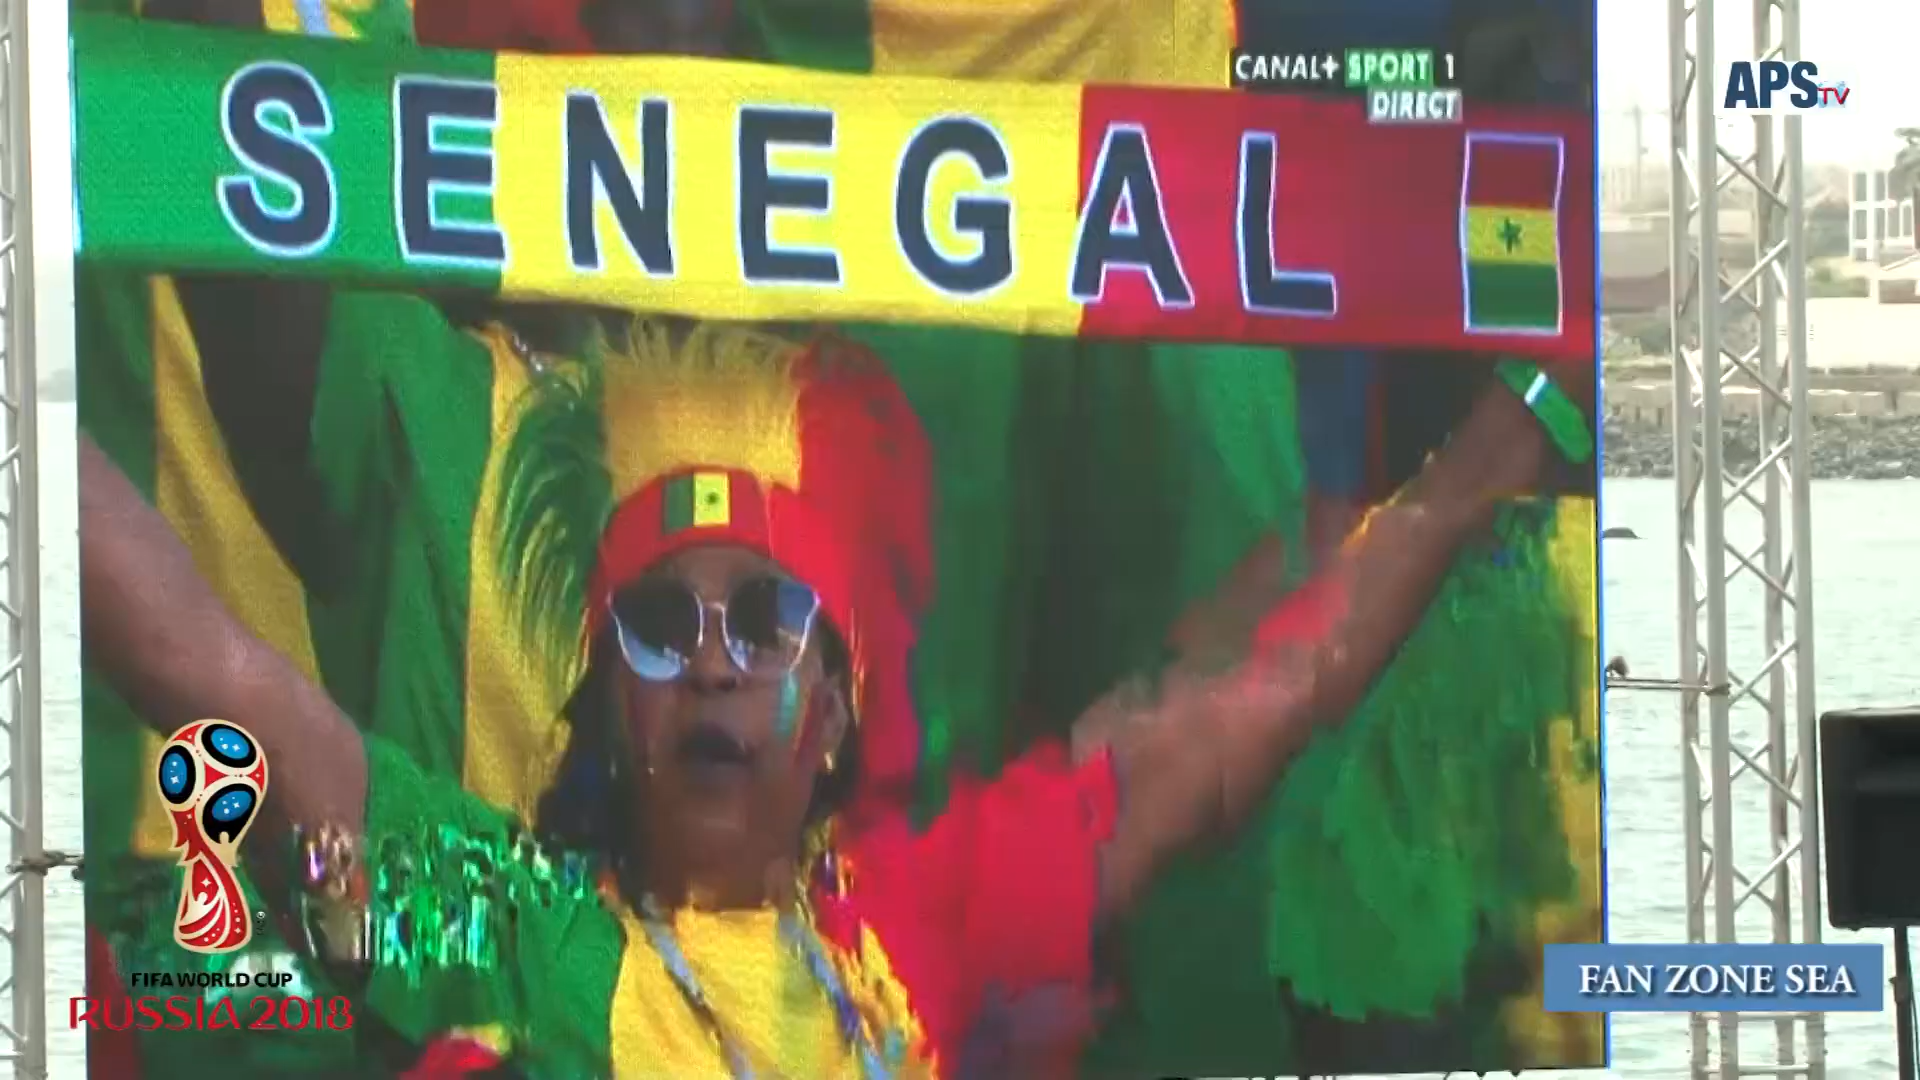 SENEGAL
CANAL+ SPORT 1
DIRECT
APS TV
FIFA WORLD CUP
RUSSIA 2018
FAN ZONE SEA